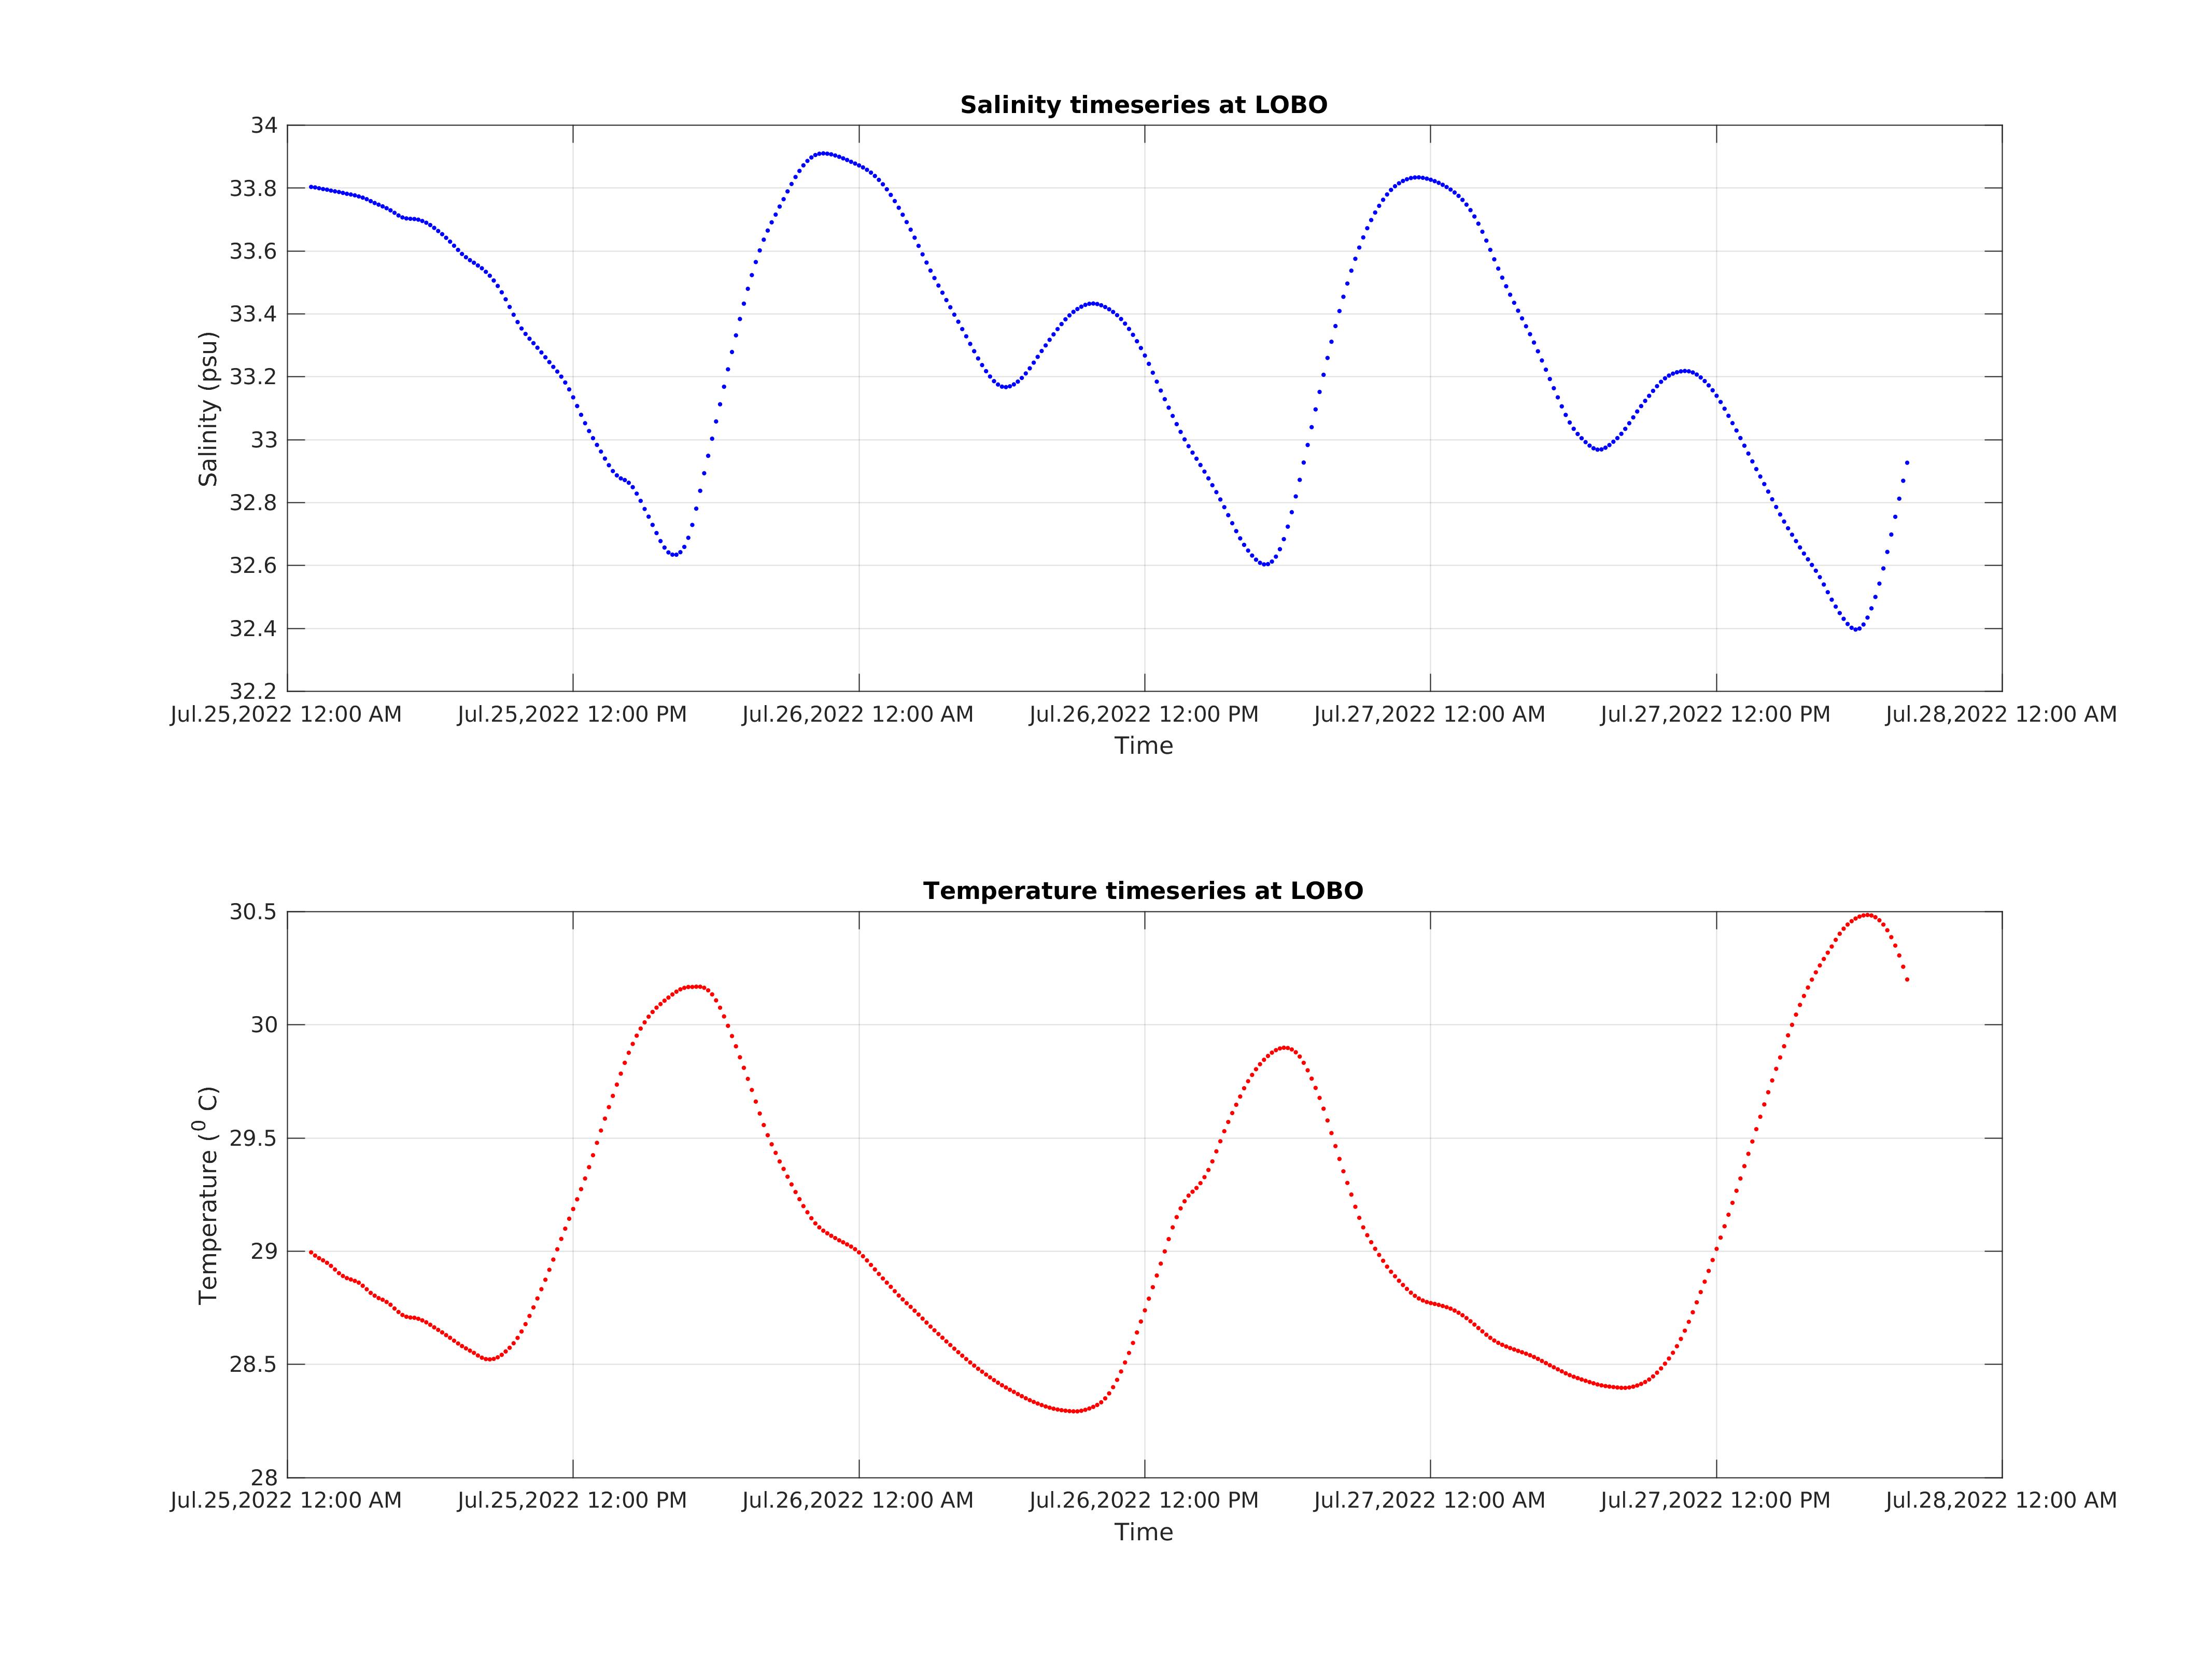 Salinity timeseries at LOBO
34
33.8
33.6
33.4
33.2
33
32.8
32.6
32.4
32.2
Salinity (psu)
Jul.25,2022 12:00 AM Jul.25,2022 12:00 PM Jul.26,2022 12:00 AM Jul.26,2022 12:00 PM Jul.27,2022 12:00 AM Jul.27,2022 12:00 PM Jul.28,2022 12:00 AM
Time
Temperature timeseries at LOBO
30.5
30
29.5
29
28.5
28
Temperature (⁰ C)
Jul.25,2022 12:00 AM Jul.25,2022 12:00 PM Jul.26,2022 12:00 AM Jul.26,2022 12:00 PM Jul.27,2022 12:00 AM Jul.27,2022 12:00 PM Jul.28,2022 12:00 AM
Time